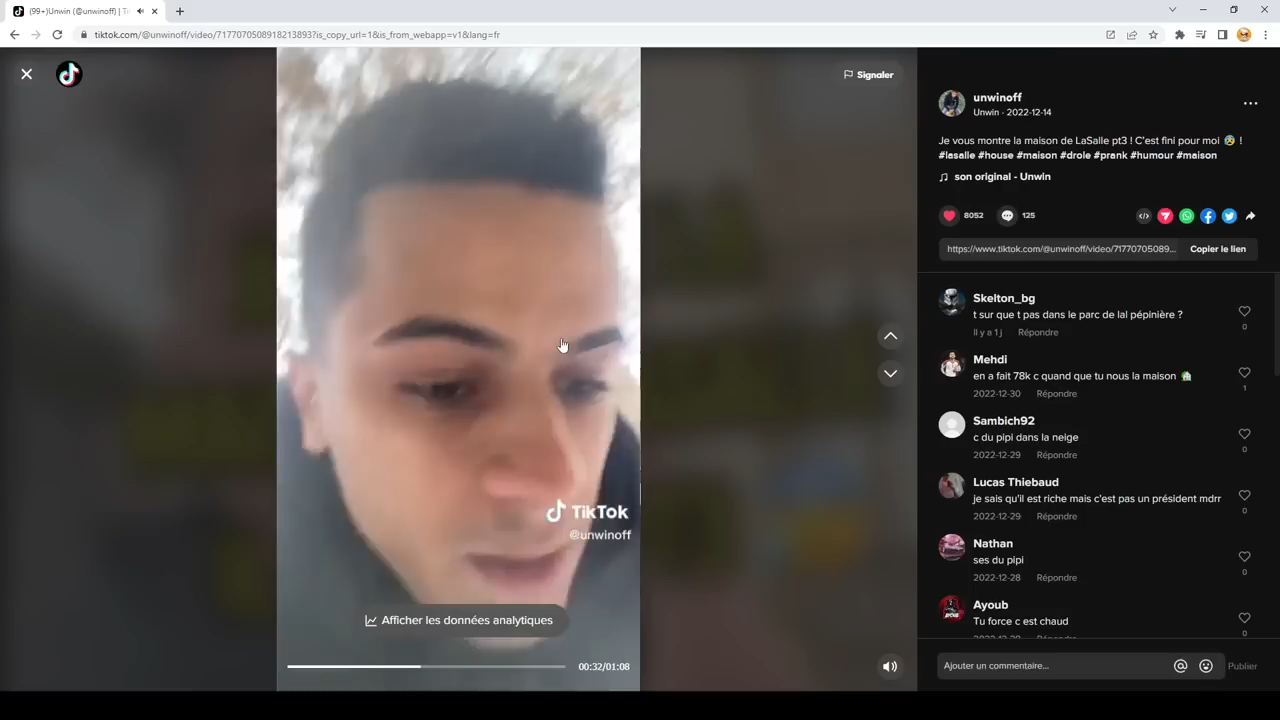 (99+)Unwin (@unwinoff) | Ti
tiktok.com/@unwinoff/video/7177070508918213893?is_copy_url=1&is_from_webapp=v1&lang=fr
Signaler
TikTok
@unwinoff
Afficher les données analytiques
00:32/01:08
unwinoff
Unwin · 2022-12-14
Je vous montre la maison de LaSalle pt3 ! C'est fini pour moi 😰 !
#lasalle #house #maison #drole #prank #humour #maison
son original - Unwin
8052
125
https://www.tiktok.com/@unwinoff/video/71770705089...
Copier le lien
Skelton_bg
t sur que t pas dans le parc de lal pépinière ?
Il y a 1 j Répondre
0
Mehdi
en a fait 78k c quand que tu nous la maison 🏠
2022-12-30 Répondre
1
Sambich92
c du pipi dans la neige
2022-12-29 Répondre
0
Lucas Thiebaud
je sais qu'il est riche mais c'est pas un président mdrr
2022-12-29 Répondre
0
Nathan
ses du pipi
2022-12-28 Répondre
0
Ayoub
Tu force c est chaud
0
Ajouter un commentaire...
Publier